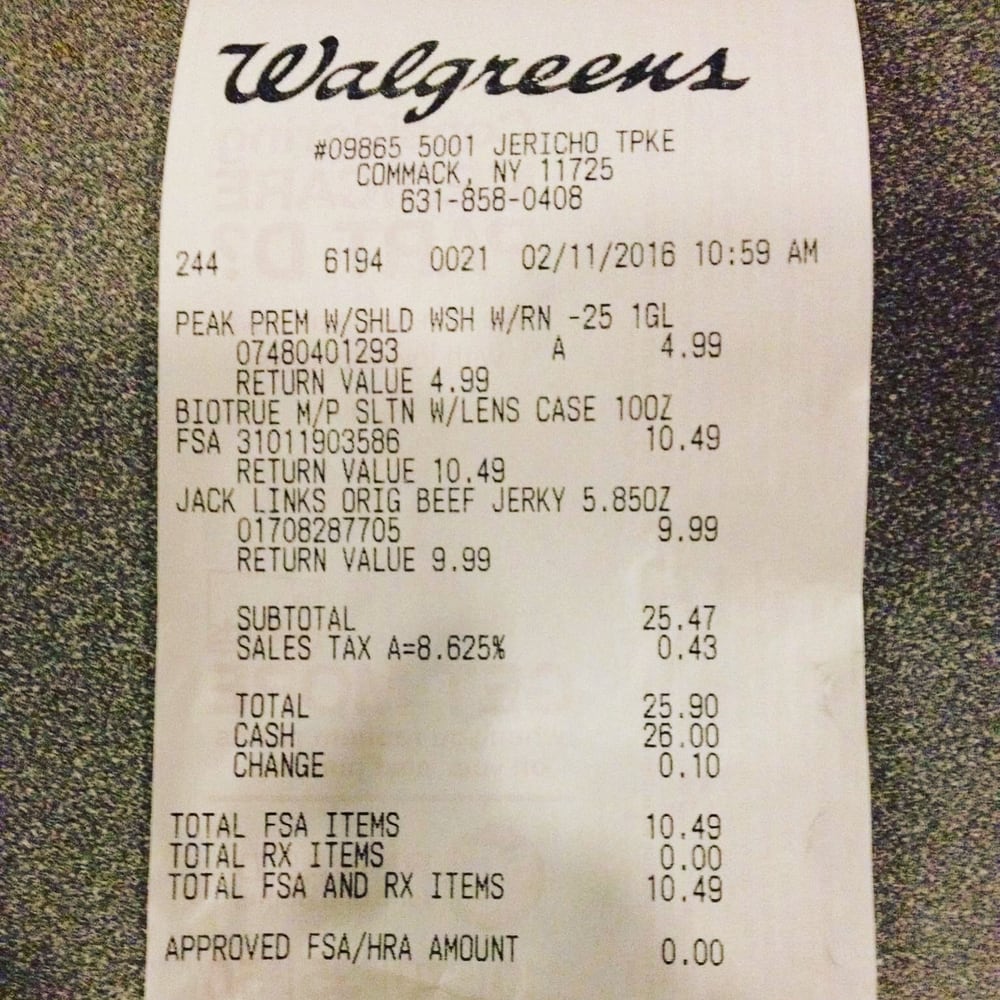 Walgreens
#09865 5001 JERICHO TPKE
COMMACK, NY 11725
631-858-0408
244 6194 0021 02/11/2016 10:59 AM
PEAK PREM W/SHLD WSH W/RN -25 1GL
07480401293 A 4.99
RETURN VALUE 4.99
BIOTRUE M/P SLTN W/LENS CASE 10OZ
FSA 31011903586 10.49
RETURN VALUE 10.49
JACK LINKS ORIG BEEF JERKY 5.85OZ
01708287705 9.99
RETURN VALUE 9.99
SUBTOTAL 25.47
SALES TAX A=8.625% 0.43
TOTAL 25.90
CASH 26.00
CHANGE 0.10
TOTAL FSA ITEMS 10.49
TOTAL RX ITEMS 0.00
TOTAL FSA AND RX ITEMS 10.49
APPROVED FSA/HRA AMOUNT 0.00